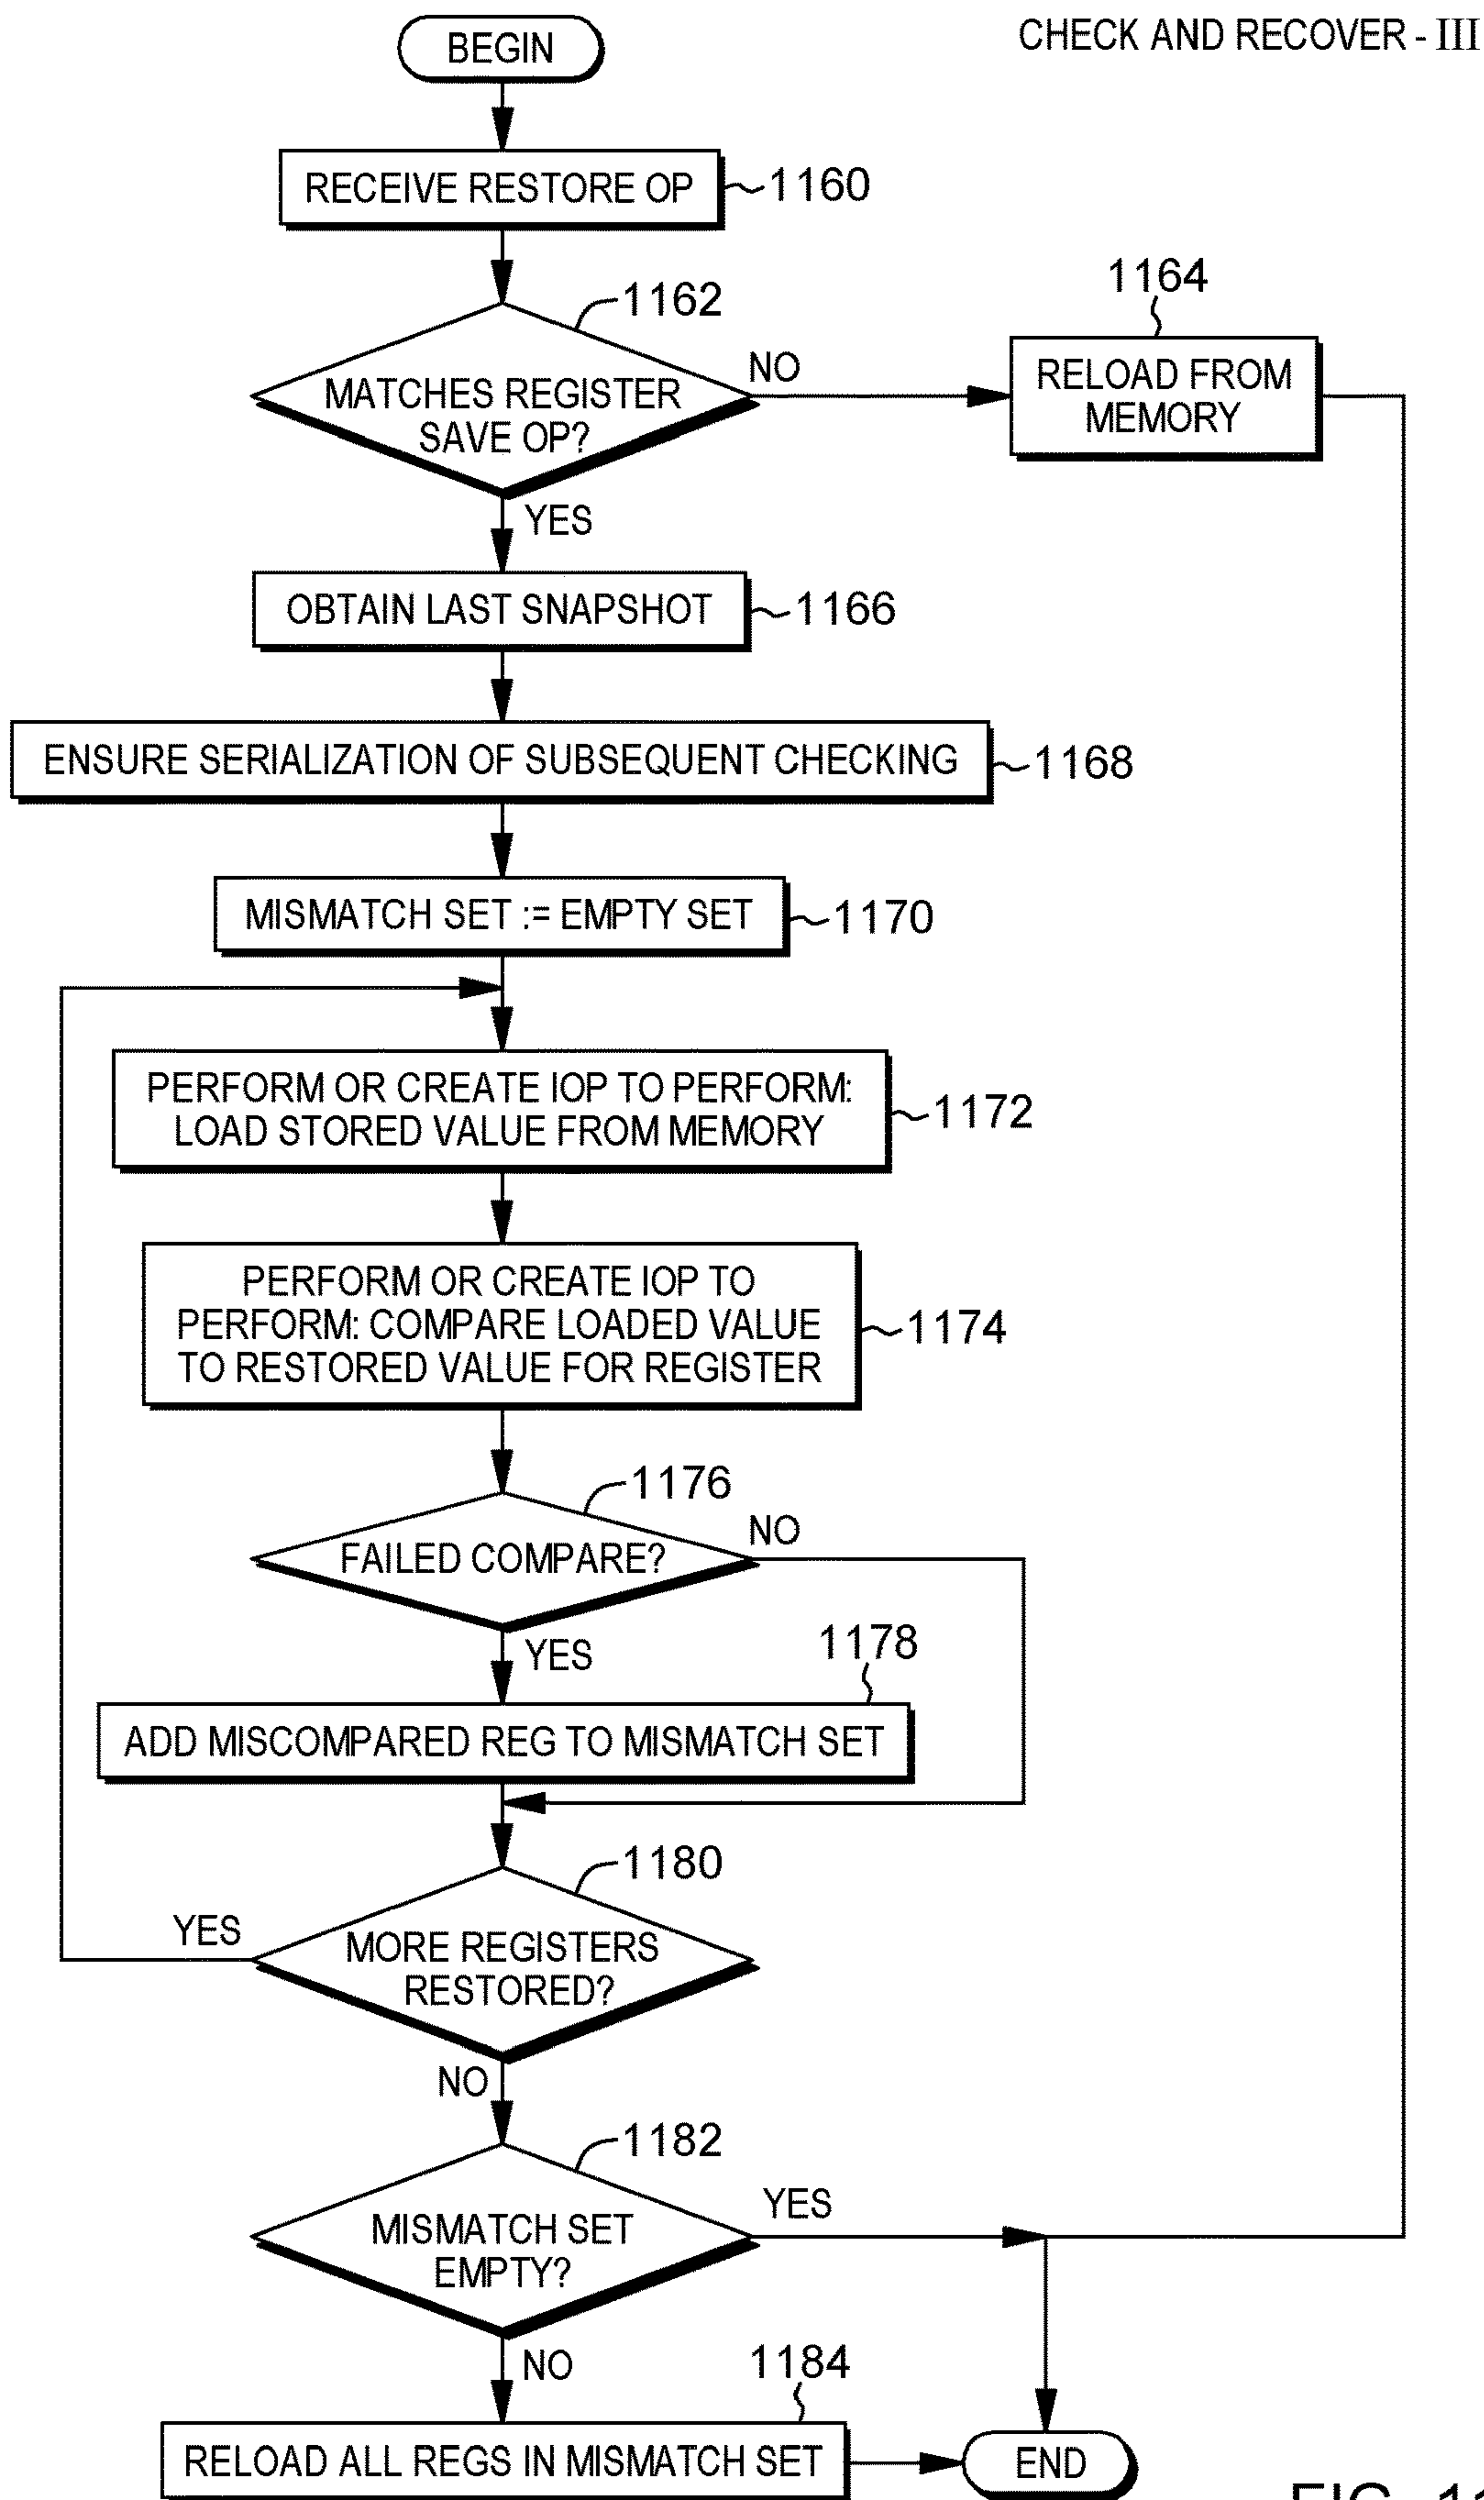 CHECK AND RECOVER - III
BEGIN
RECEIVE RESTORE OP
1160
1162
MATCHES REGISTER
SAVE OP?
NO
1164
RELOAD FROM
MEMORY
YES
OBTAIN LAST SNAPSHOT
1166
ENSURE SERIALIZATION OF SUBSEQUENT CHECKING
1168
MISMATCH SET := EMPTY SET
1170
PERFORM OR CREATE IOP TO PERFORM:
LOAD STORED VALUE FROM MEMORY
1172
PERFORM OR CREATE IOP TO
PERFORM: COMPARE LOADED VALUE
TO RESTORED VALUE FOR REGISTER
1174
1176
FAILED COMPARE?
NO
YES
1178
ADD MISCOMPARED REG TO MISMATCH SET
1180
MORE REGISTERS
RESTORED?
YES
NO
1182
MISMATCH SET
EMPTY?
YES
NO
1184
RELOAD ALL REGS IN MISMATCH SET
END